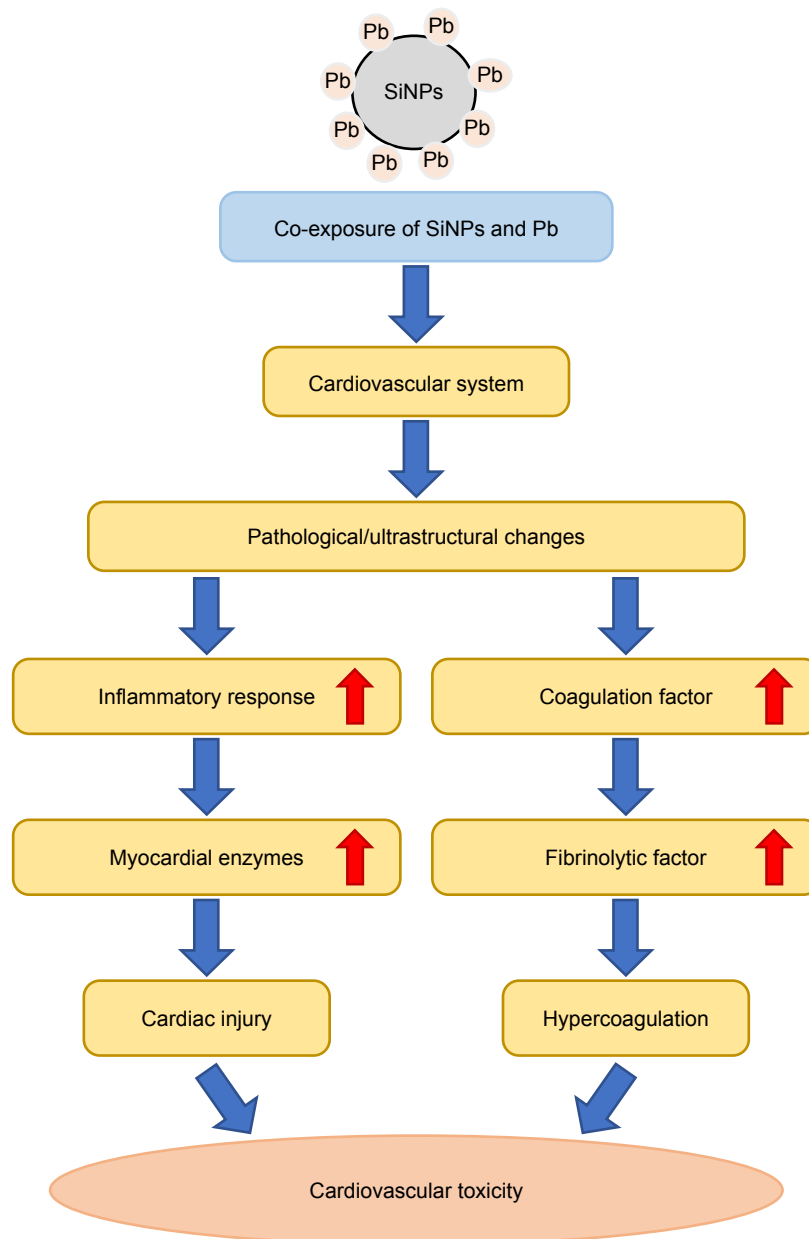 Pb
Pb
Pb
Pb
SiNPs
Pb
Pb
Pb
Pb
Co-exposure of SiNPs and Pb
Cardiovascular system
Pathological/ultrastructural changes
Inflammatory response
Coagulation factor
Myocardial enzymes
Fibrinolytic factor
Cardiac injury
Hypercoagulation
Cardiovascular toxicity